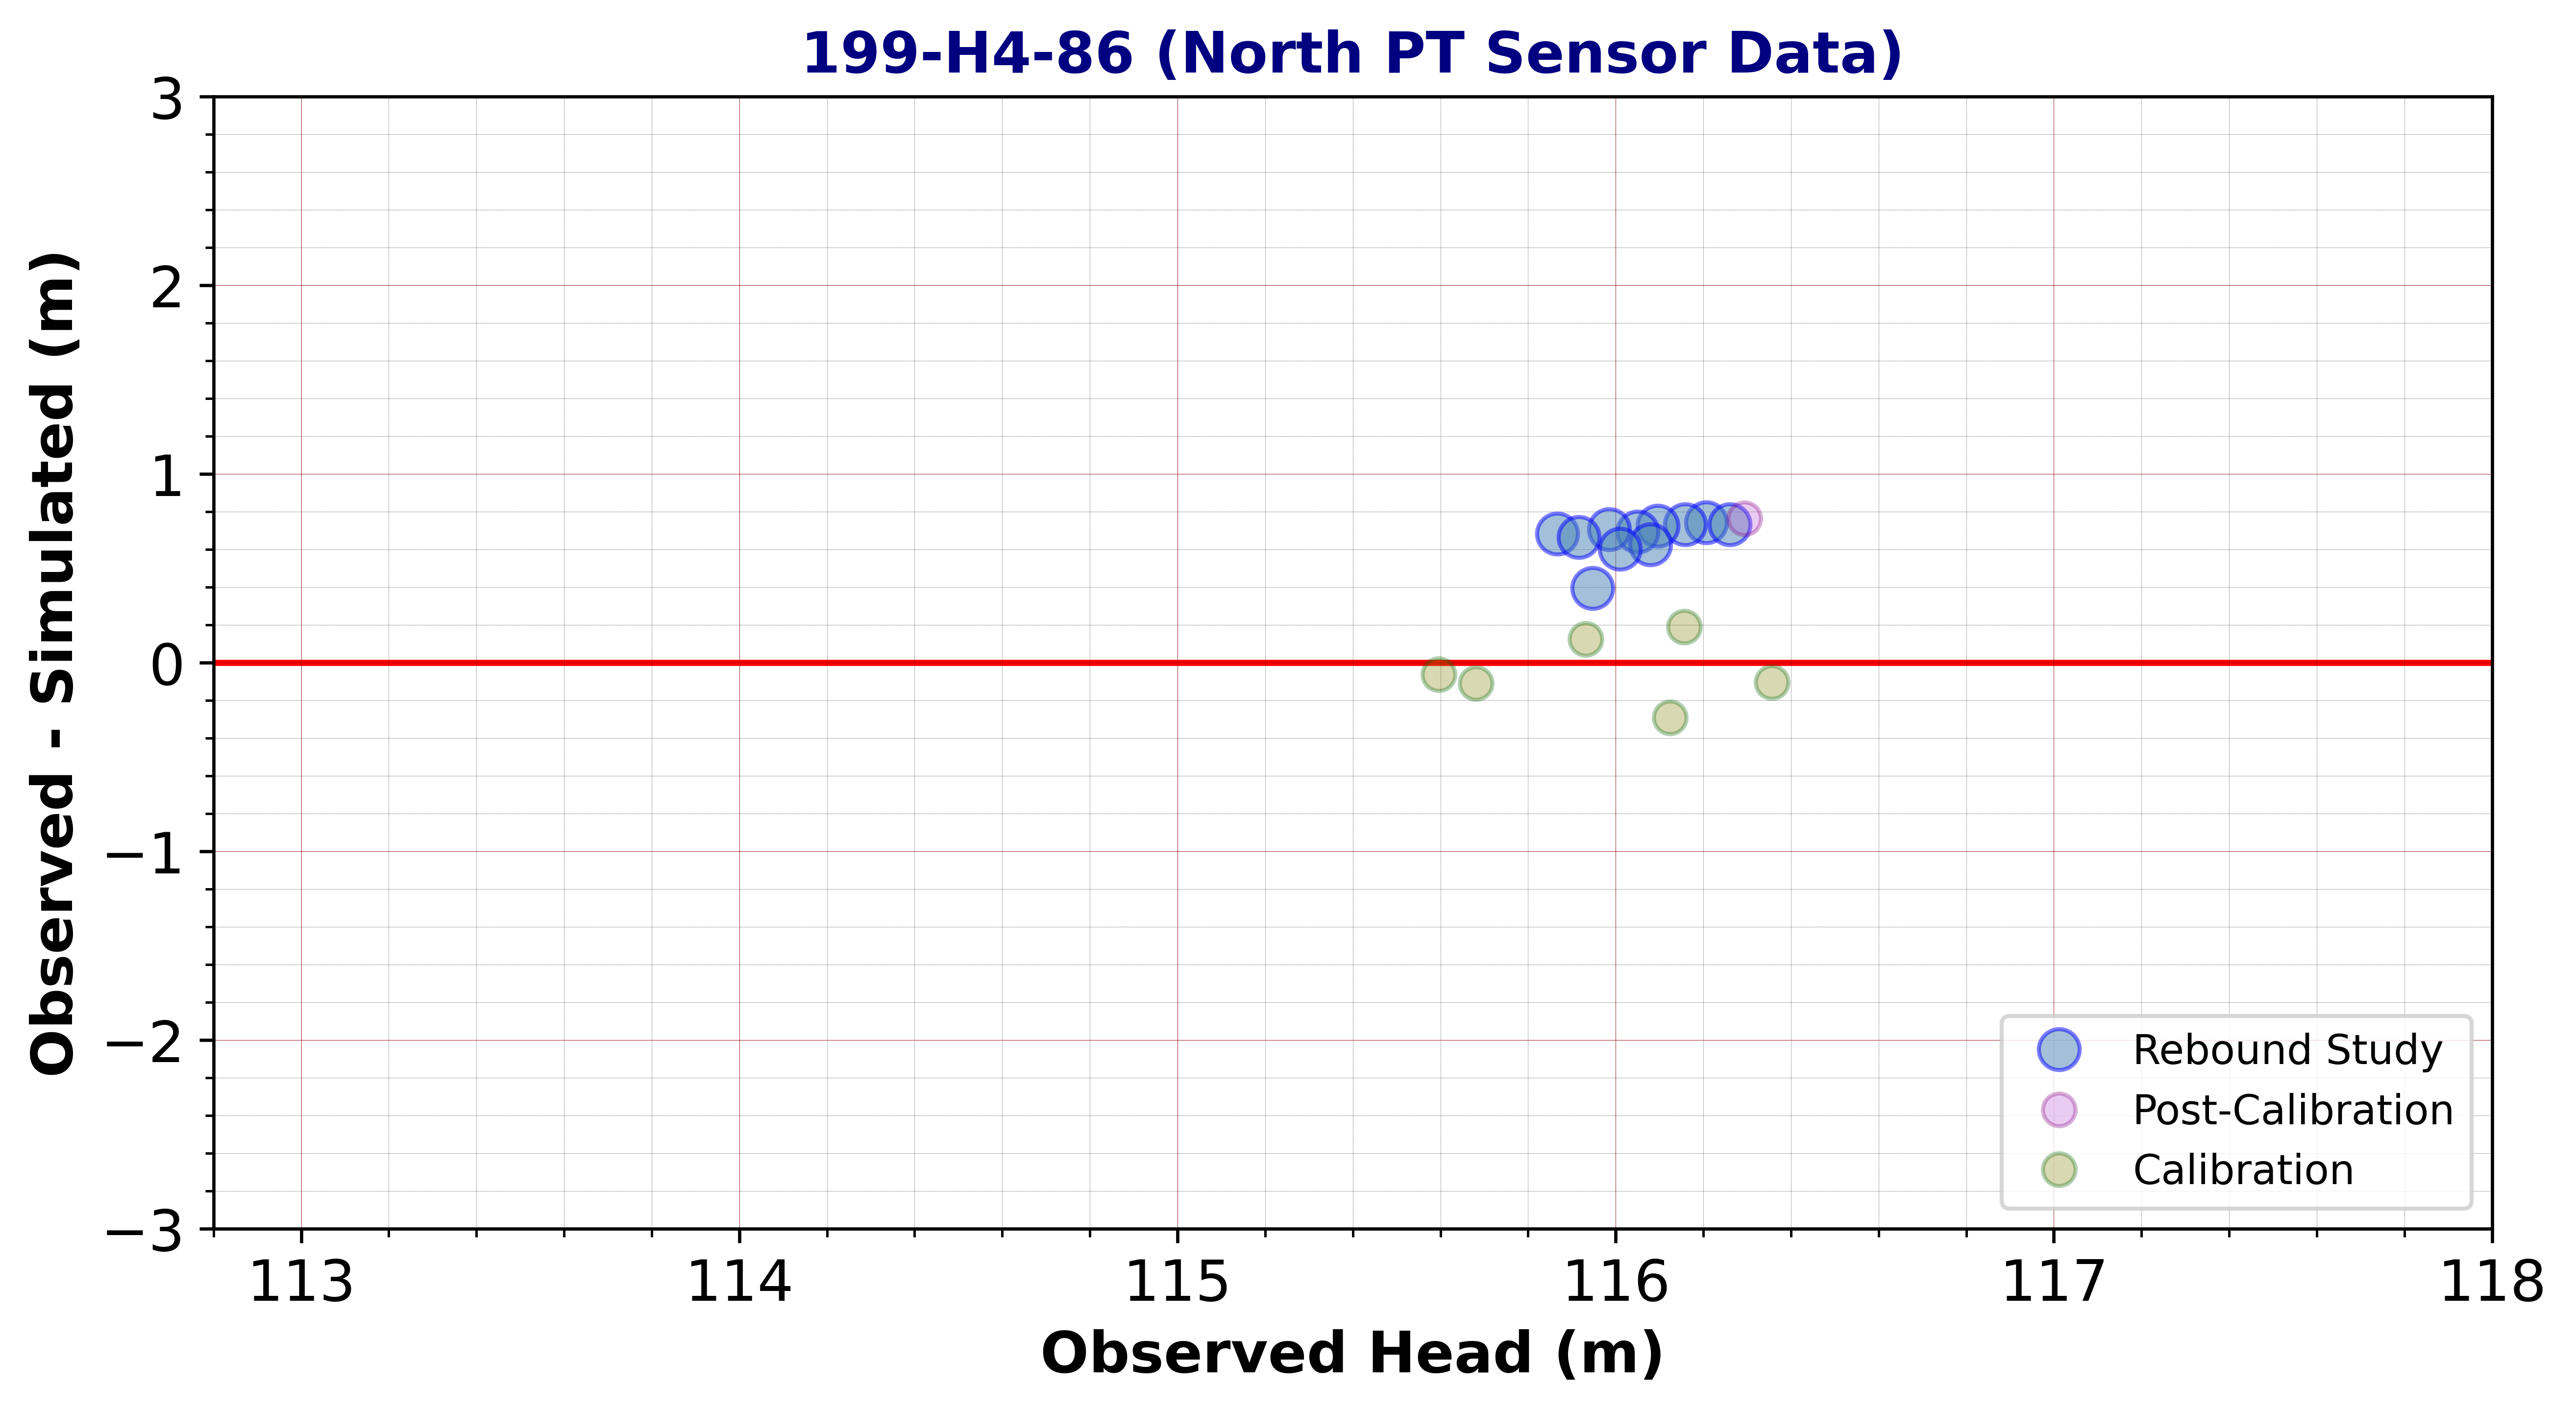 199-H4-86 (North PT Sensor Data)
Observed - Simulated (m)
3
2
1
0
−1
−2
−3
Rebound Study
Post-Calibration
Calibration
113 114 115 116 117 118
Observed Head (m)